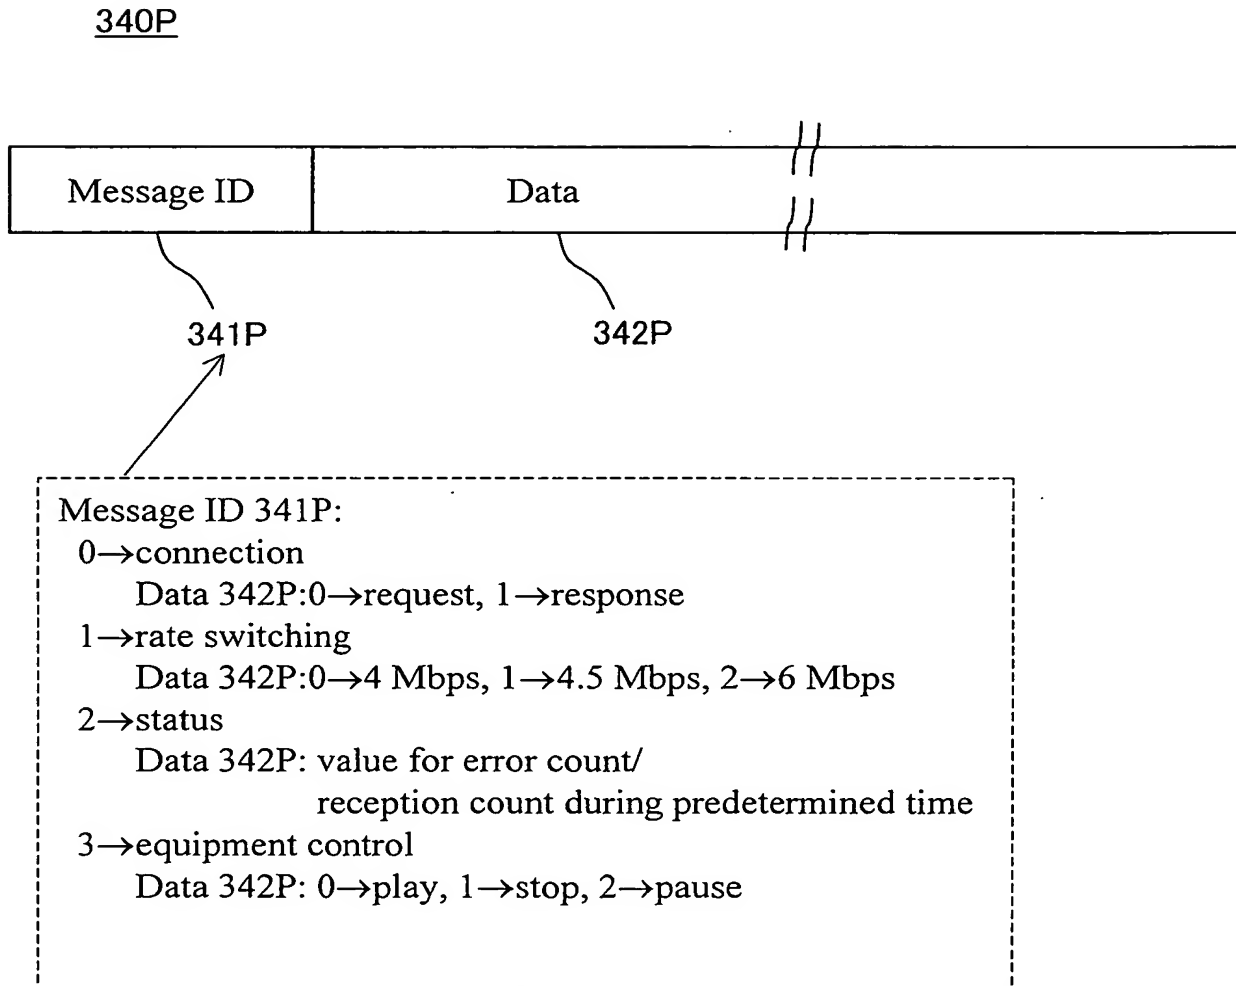 340P
Message ID Data
341P 342P
Message ID 341P:
0→connection
Data 342P:0→request, 1→response
1→rate switching
Data 342P:0→4 Mbps, 1→4.5 Mbps, 2→6 Mbps
2→status
Data 342P: value for error count/
reception count during predetermined time
3→equipment control
Data 342P: 0→play, 1→stop, 2→pause